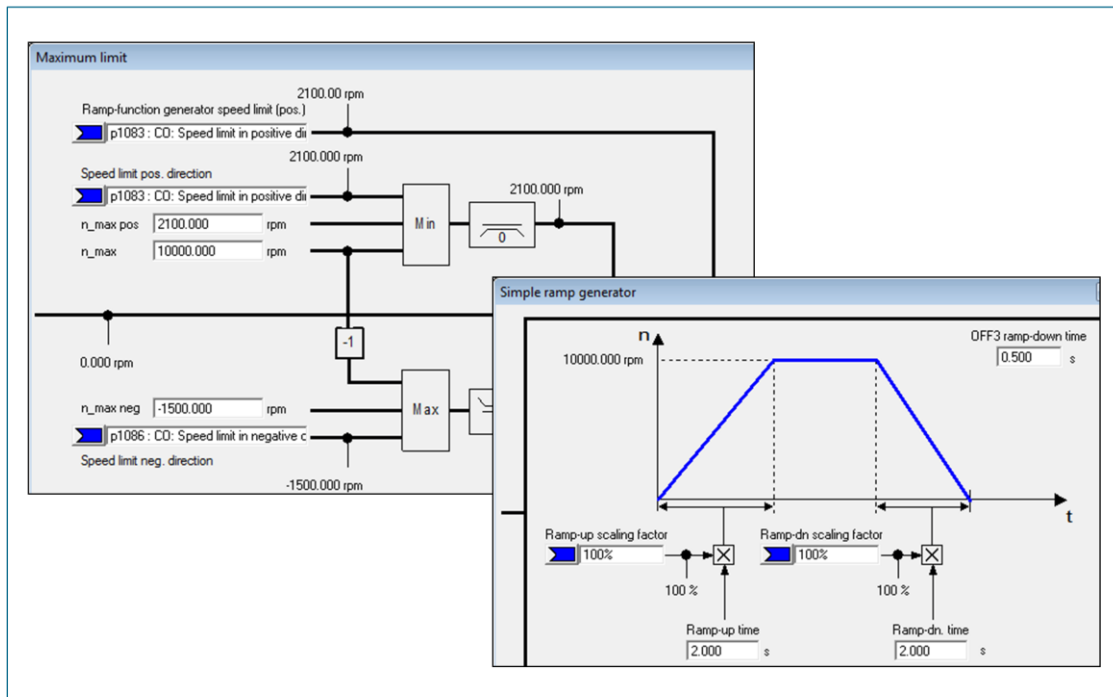 Maximum limit
2100.00 rpm
Ramp-function generator speed limit (pos.)
p1083 : CO: Speed limit in positive di
2100.000 rpm
Speed limit pos. direction
p1083 : CO: Speed limit in positive di
2100.000 rpm
n_max pos 2100.000 rpm
Min
0
n_max 10000.000 rpm
-1
0.000 rpm
n_max neg -1500.000 rpm
Max
p1086 : CO: Speed limit in negative c
Speed limit neg. direction
-1500.000 rpm
Simple ramp generator
n
OFF3 ramp-down time
0.500 s
10000.000 rpm
t
Ramp-up scaling factor
100%
100 %
Ramp-dn scaling factor
100%
100 %
Ramp-up time
2.000 s
Ramp-dn. time
2.000 s